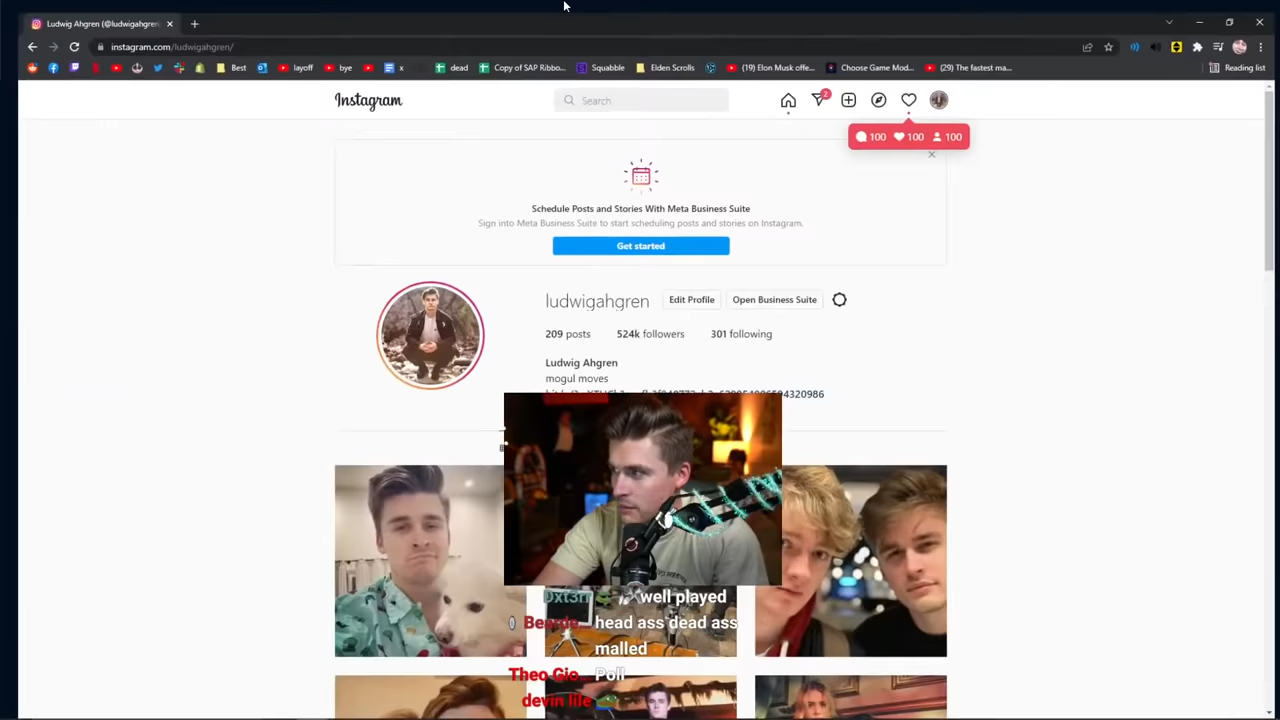 Ludwig Ahgren (@ludwigahgren
instagram.com/ludwigahgren/
Best
layoff
bye
x
dead
Copy of SAP Ribbo...
Squabble
Elden Scrolls
(19) Elon Musk offe...
Choose Game Mod...
(29) The fastest ma...
Reading list
Instagram
Search
2
100 100 100
Schedule Posts and Stories With Meta Business Suite
Sign into Meta Business Suite to start scheduling posts and stories on Instagram.
Get started
ludwigahgren Edit Profile Open Business Suite
209 posts 524k followers 301 following
Ludwig Ahgren
mogul moves
well played
head ass dead ass
malled
Theo Gio... Poll
devin life